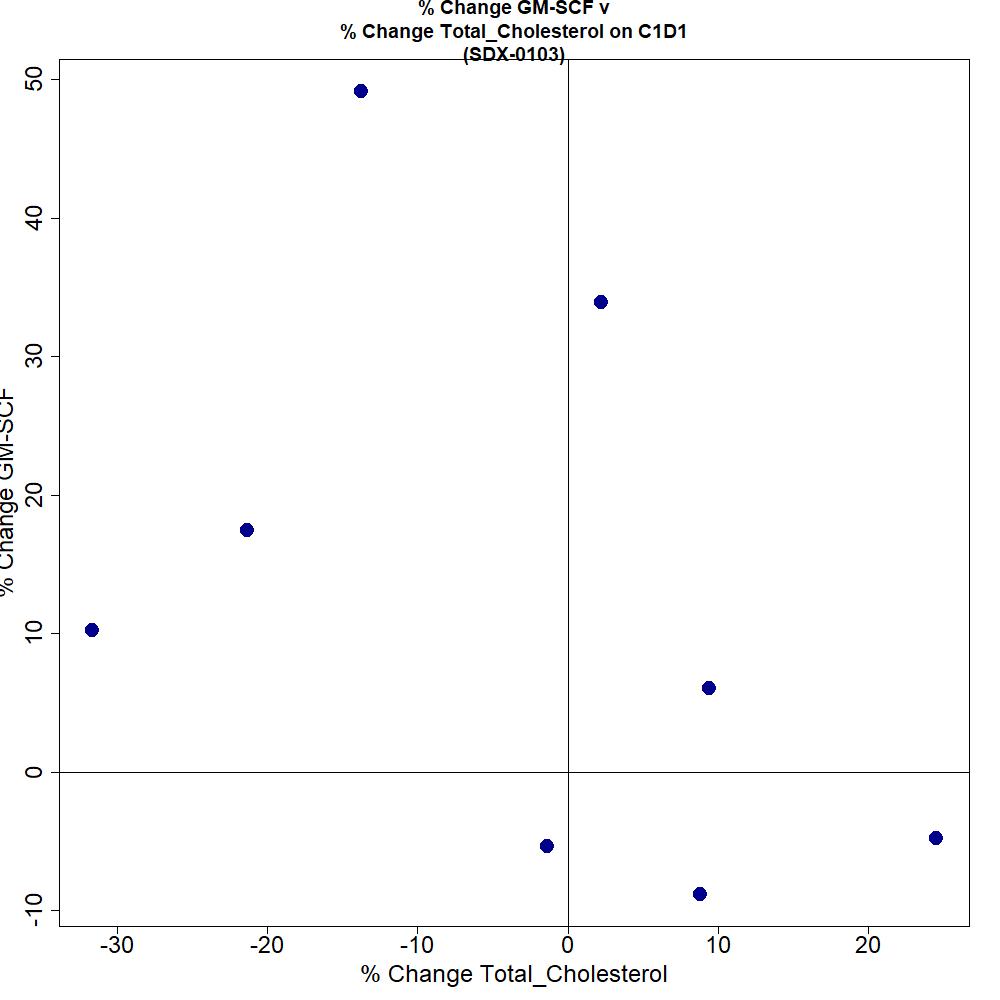 % Change GM-SCF v
% Change Total_Cholesterol on C1D1
(SDX-0103)
% Change GM-SCF
50
40
30
20
10
0
-10
-30
-20
-10
0
10
20
% Change Total_Cholesterol